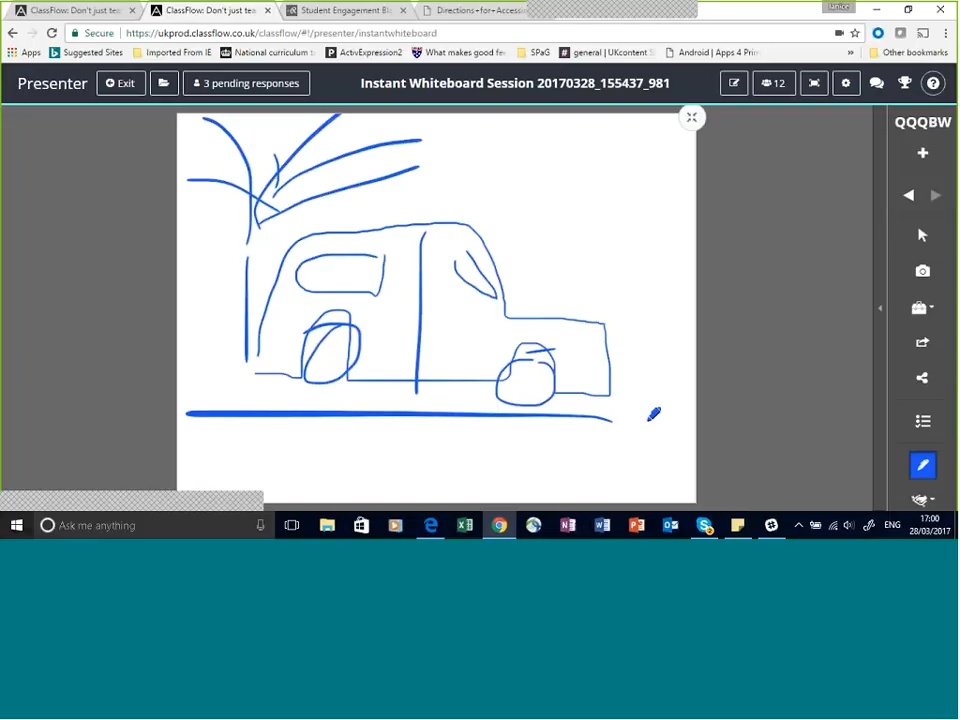 ClassFlow: Don't just tea
ClassFlow: Don't just tea
Student Engagement Bl
Directions-for-Access
Janice
Secure
https://ukprod.classflow.co.uk/classflow/#!/presenter/instantwhiteboard
Apps
Suggested Sites
Imported From IE
National curriculum
ActivExpression2
What makes good fe
SPaG
general | UKcontent
Android | Apps 4 Prim
»
Other bookmarks
Presenter
Exit
3 pending responses
Instant Whiteboard Session 20170328_155437_981
12
QQQBW
Ask me anything
ENG
17:00
28/03/2017